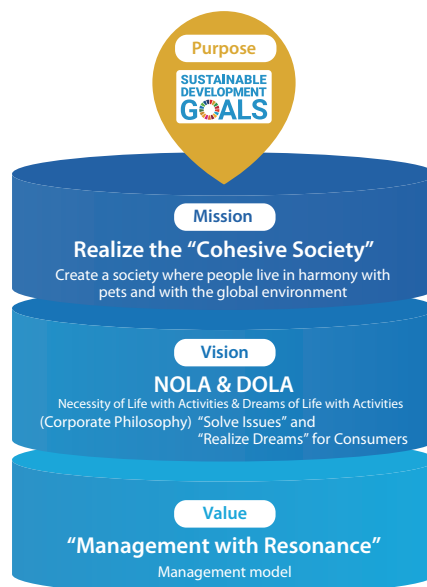 Purpose
SUSTAINABLE
DEVELOPMENT
GOALS
Mission
Realize the “Cohesive Society”
Create a society where people live in harmony with
pets and with the global environment
Vision
NOLA & DOLA
Necessity of Life with Activities & Dreams of Life with Activities
(Corporate Philosophy) “Solve Issues” and
“Realize Dreams” for Consumers
Value
“Management with Resonance”
Management model